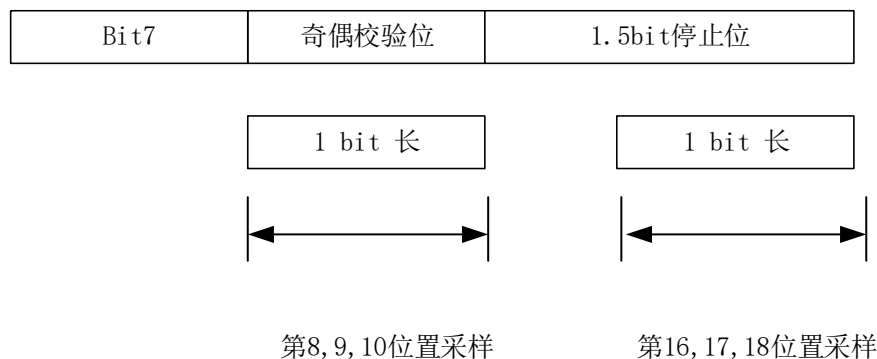 Bit7 奇偶校验位 1.5bit停止位
1 bit 长 1 bit 长
第8,9,10位置采样 第16,17,18位置采样